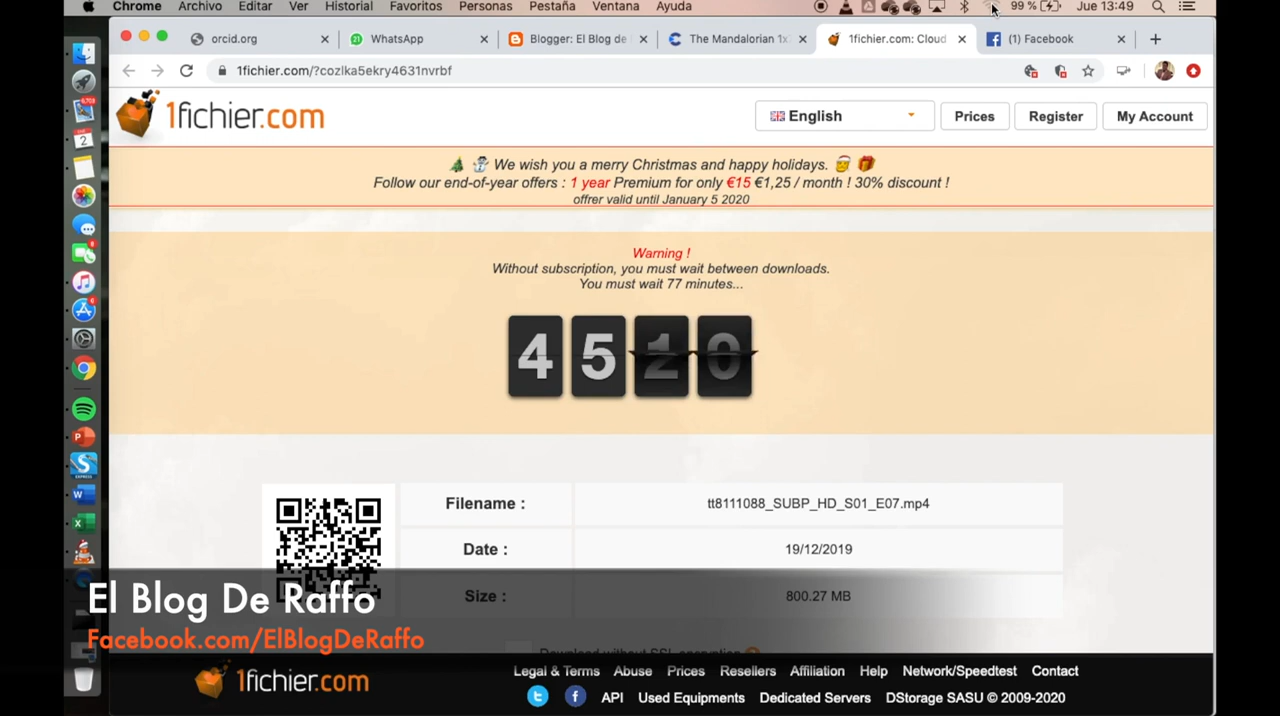 Chrome Archivo Editar Ver Historial Favoritos Personas Pestaña Ventana Ayuda 99 % Jue 13:49
orcid.org WhatsApp Blogger: El Blog de The Mandalorian 1x 1fichier.com: Cloud (1) Facebook
1fichier.com/?cozlka5ekry4631nvrbf
1fichier.com English Prices Register My Account
We wish you a merry Christmas and happy holidays.
Follow our end-of-year offers : 1 year Premium for only €15 €1,25 / month ! 30% discount !
offrer valid until January 5 2020
Warning !
Without subscription, you must wait between downloads.
You must wait 77 minutes...
4 5
Filename : tt8111088_SUBP_HD_S01_E07.mp4
Date : 19/12/2019
Size : 800.27 MB
El Blog De Raffo
Facebook.com/ElBlogDeRaffo
Download without SSL encryption
1fichier.com Legal & Terms Abuse Prices Resellers Affiliation Help Network/Speedtest Contact
API Used Equipments Dedicated Servers DStorage SASU © 2009-2020